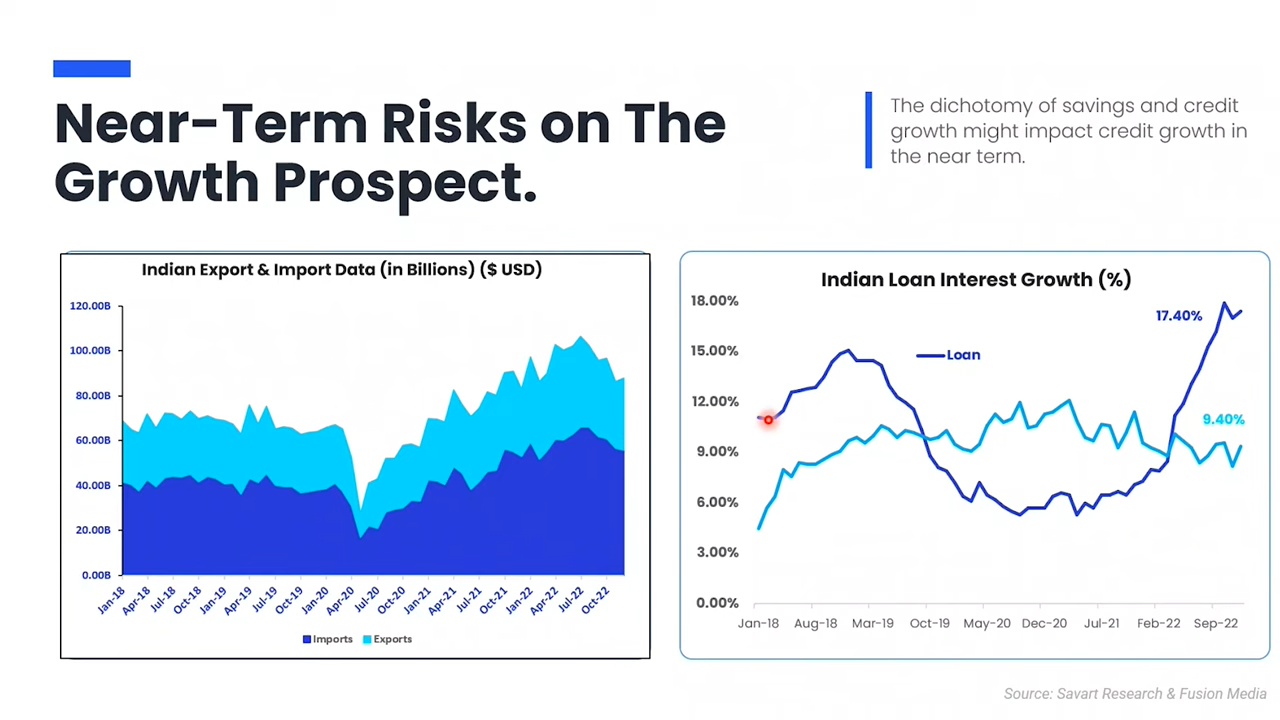 Near-Term Risks on The
Growth Prospect.
The dichotomy of savings and credit
growth might impact credit growth in
the near term.
Indian Export & Import Data (in Billions) ($ USD)
120.00B
100.00B
80.00B
60.00B
40.00B
20.00B
0.00B
Jan-18 Apr-18 Jul-18 Oct-18 Jan-19 Apr-19 Jul-19 Oct-19 Jan-20 Apr-20 Jul-20 Oct-20 Jan-21 Apr-21 Jul-21 Oct-21 Jan-22 Apr-22 Jul-22 Oct-22
Imports Exports
Indian Loan Interest Growth (%)
18.00%
15.00%
12.00%
9.00%
6.00%
3.00%
0.00%
17.40%
Loan
9.40%
Jan-18 Aug-18 Mar-19 Oct-19 May-20 Dec-20 Jul-21 Feb-22 Sep-22
Source: Savart Research & Fusion Media